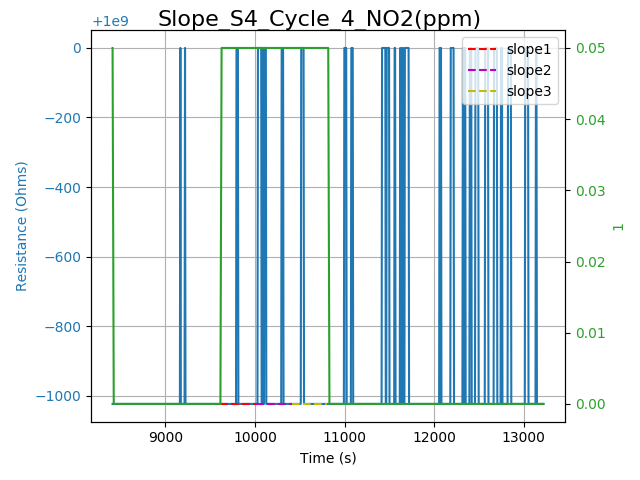 Slope_S4_Cycle_4_NO2(ppm)
+1e9
slope1
slope2
slope3
0
−200
−400
−600
−800
−1000
Resistance (Ohms)
0.05
0.04
0.03
0.02
0.01
0.00
1
9000 10000 11000 12000 13000
Time (s)